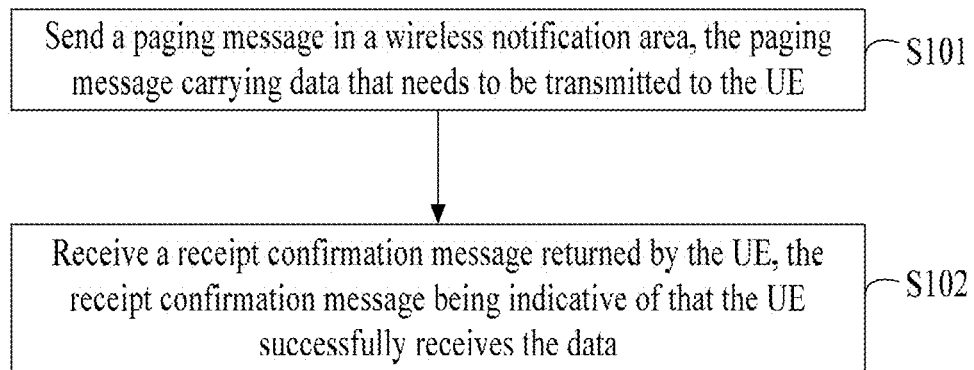 Send a paging message in a wireless notification area, the paging
message carrying data that needs to be transmitted to the UE
S101
Receive a receipt confirmation message returned by the UE, the
receipt confirmation message being indicative of that the UE
successfully receives the data
S102